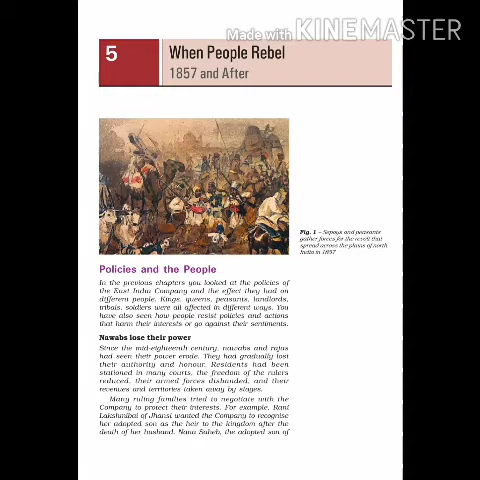 Made with KINEMASTER
5
When People Rebel
1857 and After
Fig. 1 – Sepoys and peasants
gather forces for the revolt that
spread across the plains of north
India in 1857
Policies and the People
In the previous chapters you looked at the policies of
the East India Company and the effect they had on
different people. Kings, queens, peasants, landlords,
tribals, soldiers were all affected in different ways. You
have also seen how people resist policies and actions
that harm their interests or go against their sentiments.
Nawabs lose their power
Since the mid-eighteenth century, nawabs and rajas
had seen their power erode. They had gradually lost
their authority and honour. Residents had been
stationed in many courts, the freedom of the rulers
reduced, their armed forces disbanded, and their
revenues and territories taken away by stages.
Many ruling families tried to negotiate with the
Company to protect their interests. For example, Rani
Lakshmibai of Jhansi wanted the Company to recognise
her adopted son as the heir to the kingdom after the
death of her husband. Nana Saheb, the adopted son of